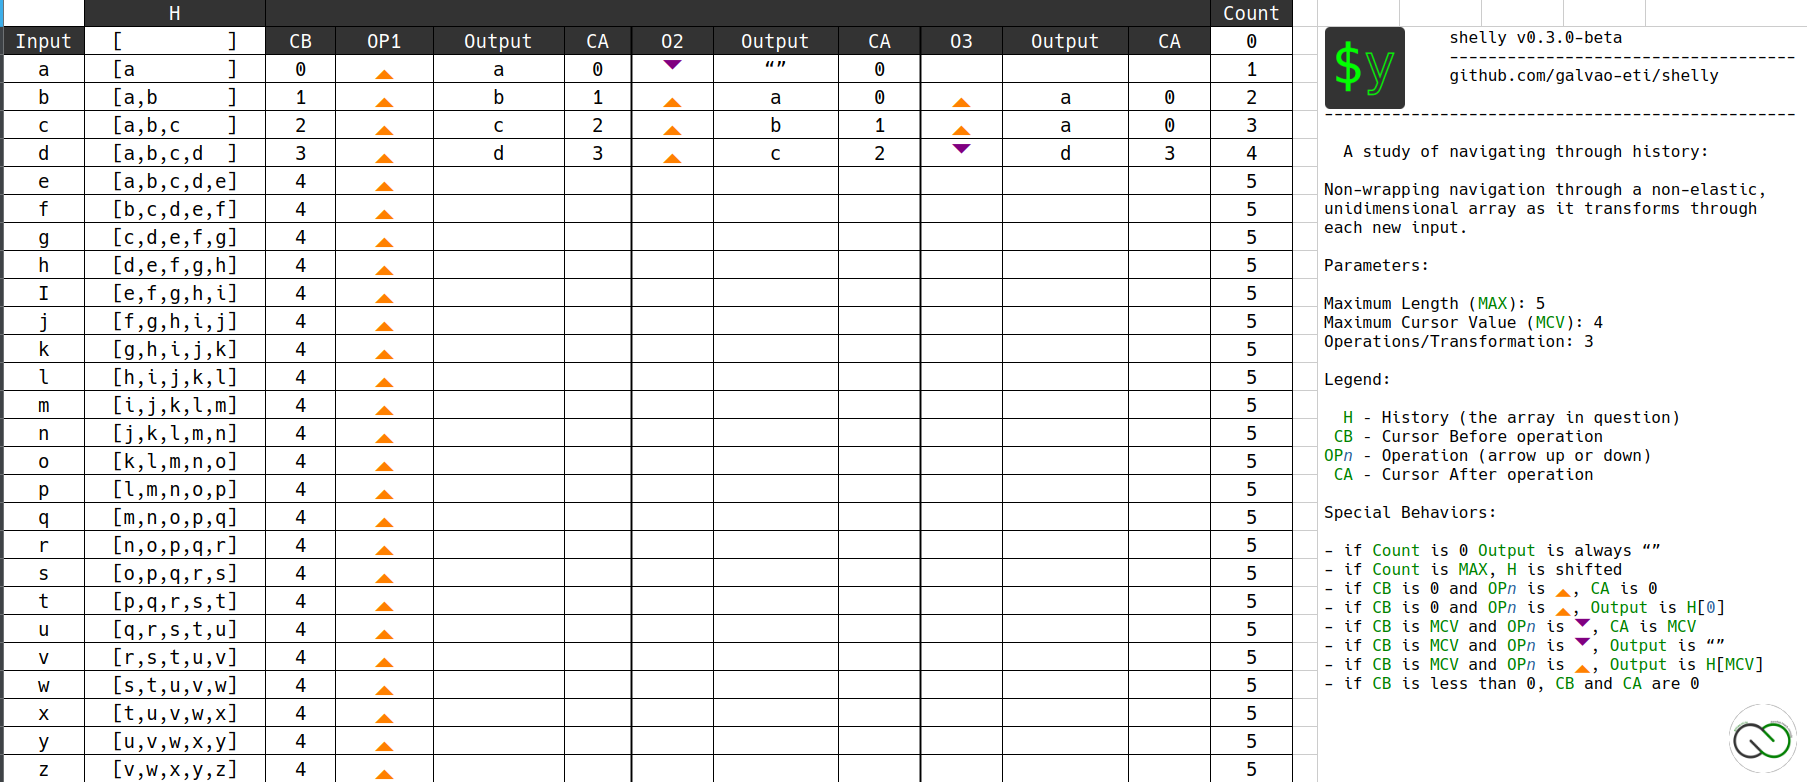 H Count
Input [ ] CB OP1 Output CA O2 Output CA O3 Output CA 0
a [a ] 0 a 0 “” 0 1
b [a,b ] 1 b 1 a 0 a 0 2
c [a,b,c ] 2 c 2 b 1 a 0 3
d [a,b,c,d ] 3 d 3 c 2 d 3 4
e [a,b,c,d,e] 4 5
f [b,c,d,e,f] 4 5
g [c,d,e,f,g] 4 5
h [d,e,f,g,h] 4 5
I [e,f,g,h,i] 4 5
j [f,g,h,i,j] 4 5
k [g,h,i,j,k] 4 5
l [h,i,j,k,l] 4 5
m [i,j,k,l,m] 4 5
n [j,k,l,m,n] 4 5
o [k,l,m,n,o] 4 5
p [l,m,n,o,p] 4 5
q [m,n,o,p,q] 4 5
r [n,o,p,q,r] 4 5
s [o,p,q,r,s] 4 5
t [p,q,r,s,t] 4 5
u [q,r,s,t,u] 4 5
v [r,s,t,u,v] 4 5
w [s,t,u,v,w] 4 5
x [t,u,v,w,x] 4 5
y [u,v,w,x,y] 4 5
z [v,w,x,y,z] 4 5
$y
shelly v0.3.0-beta
------------------------------------
github.com/galvao-eti/shelly
-------------------------------------------------
A study of navigating through history:
Non-wrapping navigation through a non-elastic,
unidimensional array as it transforms through
each new input.
Parameters:
Maximum Length (MAX): 5
Maximum Cursor Value (MCV): 4
Operations/Transformation: 3
Legend:
H - History (the array in question)
CB - Cursor Before operation
OPn - Operation (arrow up or down)
CA - Cursor After operation
Special Behaviors:
- if Count is 0 Output is always “”
- if Count is MAX, H is shifted
- if CB is 0 and OPn is , CA is 0
- if CB is 0 and OPn is , Output is H[0]
- if CB is MCV and OPn is , CA is MCV
- if CB is MCV and OPn is , Output is “”
- if CB is MCV and OPn is , Output is H[MCV]
- if CB is less than 0, CB and CA are 0